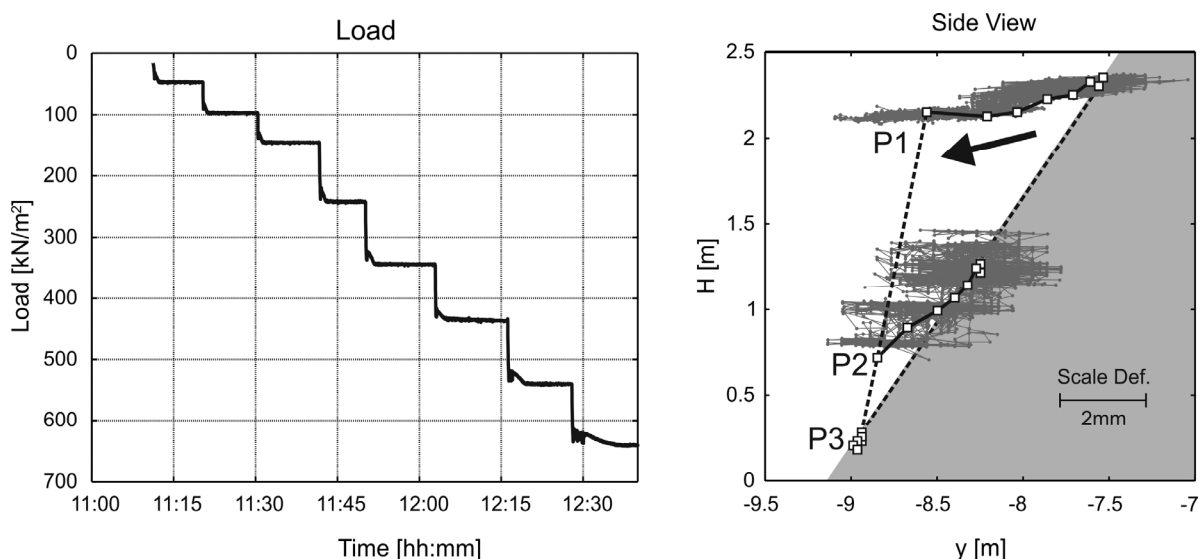 Load
0
100
200
300
400
500
600
700
Load [kN/m²]
11:00 11:15 11:30 11:45 12:00 12:15 12:30
Time [hh:mm]
Side View
2.5
2
1.5
1
0.5
0
H [m]
P1
P2
P3
Scale Def.
2mm
-9.5 -9 -8.5 -8 -7.5 -7
y [m]